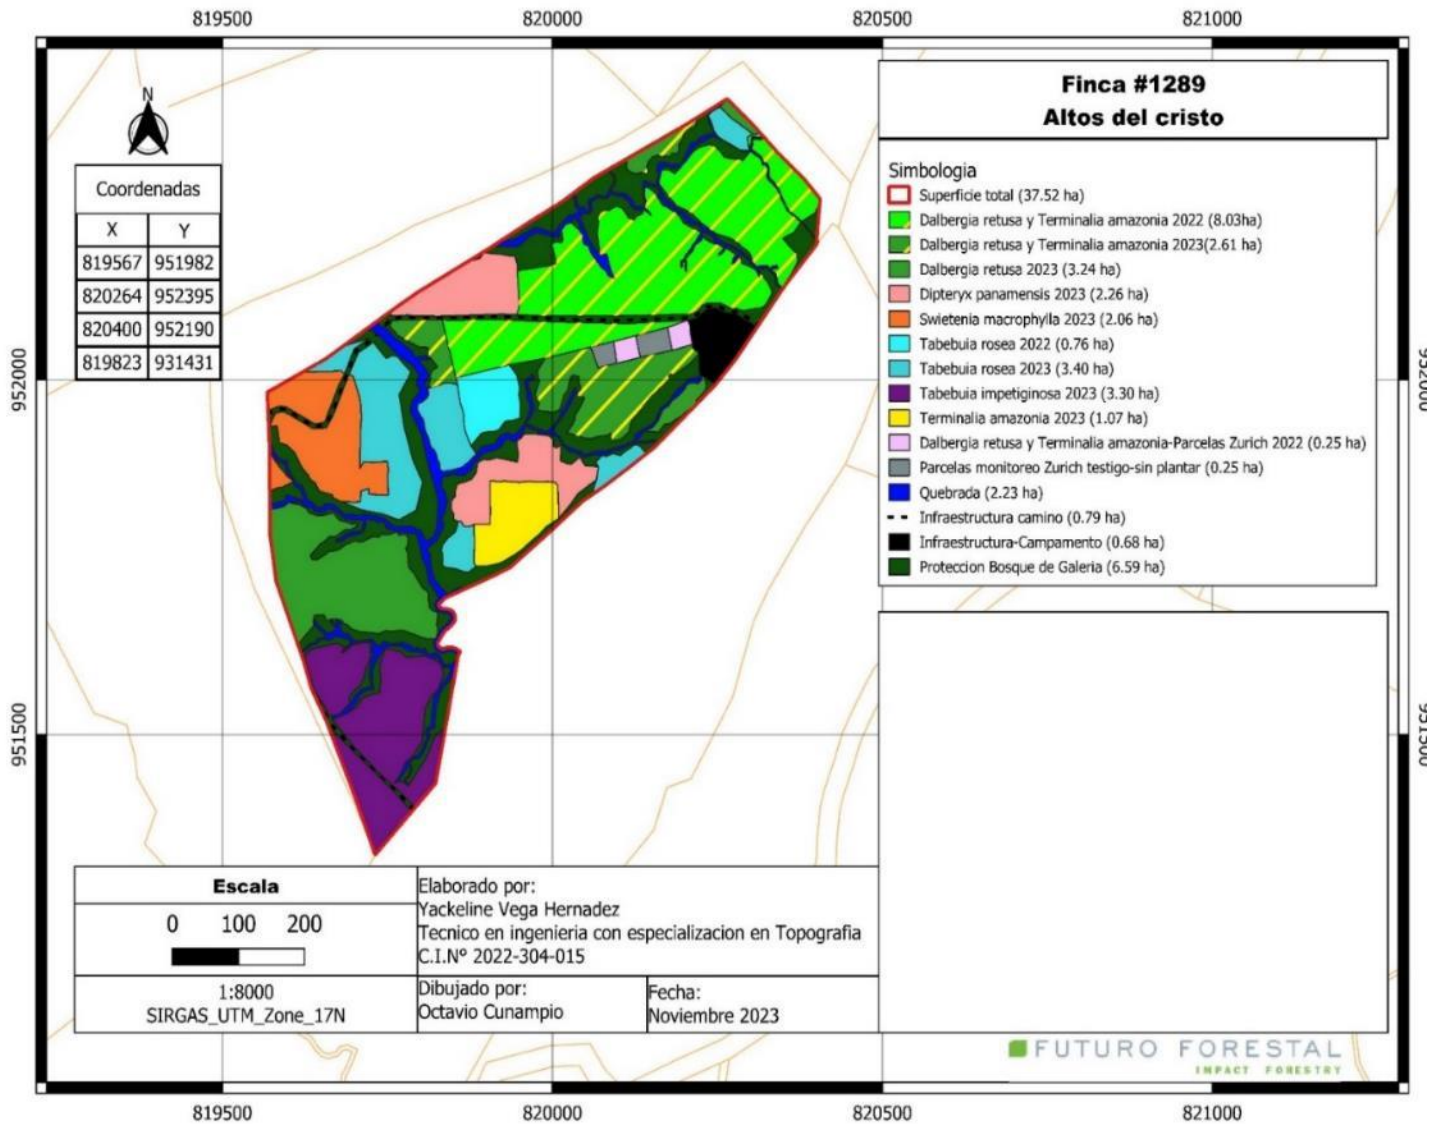 819500 820000 820500 821000
N
Finca #1289
Altos del cristo
Coordenadas
X Y
819567 951982
820264 952395
820400 952190
819823 931431
Simbologia
Superficie total (37.52 ha)
Dalbergia retusa y Terminalia amazonia 2022 (8.03ha)
Dalbergia retusa y Terminalia amazonia 2023(2.61 ha)
Dalbergia retusa 2023 (3.24 ha)
Dipteryx panamensis 2023 (2.26 ha)
Swietenia macrophylla 2023 (2.06 ha)
Tabebuia rosea 2022 (0.76 ha)
Tabebuia rosea 2023 (3.40 ha)
Tabebuia impetiginosa 2023 (3.30 ha)
Terminalia amazonia 2023 (1.07 ha)
Dalbergia retusa y Terminalia amazonia-Parcelas Zurich 2022 (0.25 ha)
Parcelas monitoreo Zurich testigo-sin plantar (0.25 ha)
Quebrada (2.23 ha)
Infraestructura camino (0.79 ha)
Infraestructura-Campamento (0.68 ha)
Proteccion Bosque de Galeria (6.59 ha)
952000
952000
951500
951500
Escala
0 100 200
1:8000
SIRGAS_UTM_Zone_17N
Elaborado por:
Yackeline Vega Hernadez
Tecnico en ingenieria con especializacion en Topografia
C.I.Nº 2022-304-015
Dibujado por:
Octavio Cunampio
Fecha:
Noviembre 2023
FUTURO FORESTAL
IMPACT FORESTRY
819500 820000 820500 821000